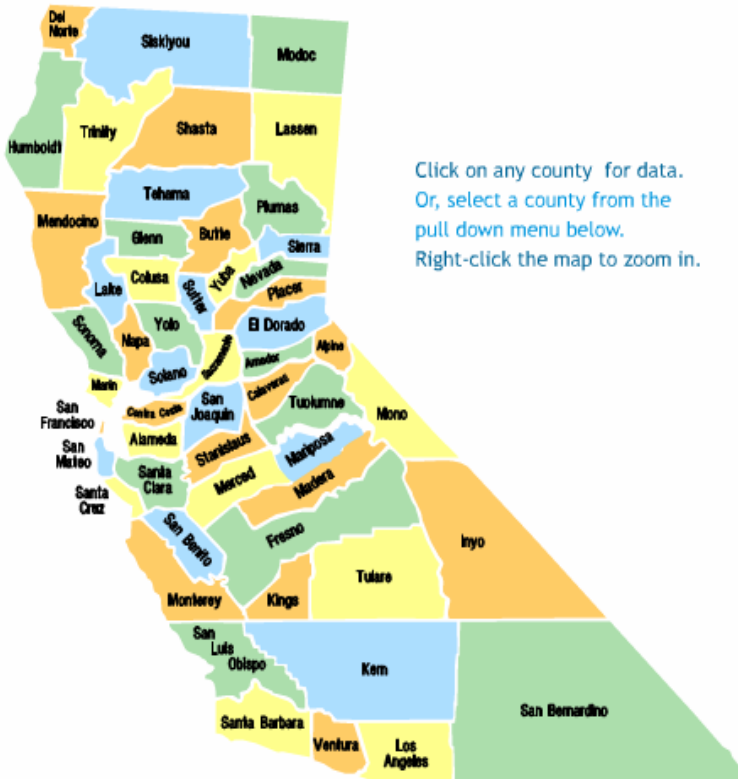 Del
Norte
Siskiyou
Modoc
Humboldt
Trinity
Shasta
Lassen
Tehama
Plumas
Mendocino
Glenn
Butte
Sierra
Colusa
Lake
Sutter
Yuba
Nevada
Placer
Sonoma
Napa
Yolo
El Dorado
Sacramento
Amador
Alpine
Marin
Solano
Calaveras
San
Francisco
Contra Costa
San
Joaquin
Tuolumne
Mono
San
Mateo
Alameda
Stanislaus
Mariposa
Santa
Cruz
Santa
Clara
Merced
Madera
San Benito
Fresno
Inyo
Monterey
Kings
Tulare
San
Luis
Obispo
Kern
San Bernardino
Santa Barbara
Ventura
Los
Angeles
Click on any county for data.
Or, select a county from the
pull down menu below.
Right-click the map to zoom in.